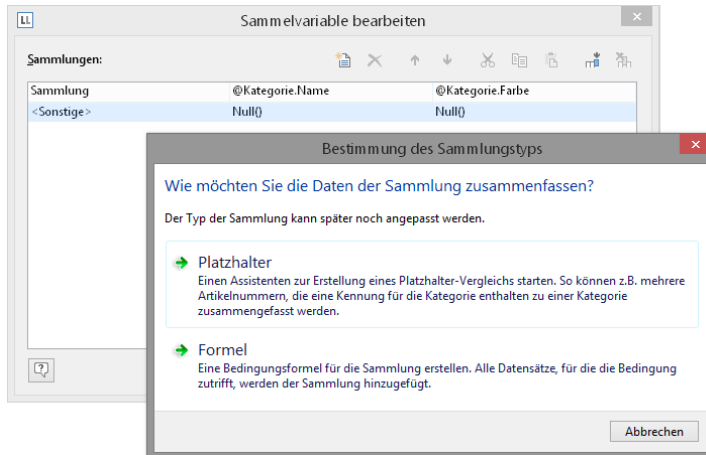 LL Sammelvariable bearbeiten
Sammlungen:
Sammlung @Kategorie.Name @Kategorie.Farbe
<Sonstige> Null() Null()
Bestimmung des Sammlungstyps
Wie möchten Sie die Daten der Sammlung zusammenfassen?
Der Typ der Sammlung kann später noch angepasst werden.
Platzhalter
Einen Assistenten zur Erstellung eines Platzhalter-Vergleichs starten. So können z.B. mehrere
Artikelnummern, die eine Kennung für die Kategorie enthalten zu einer Kategorie
zusammengefasst werden.
Formel
Eine Bedingungsformel für die Sammlung erstellen. Alle Datensätze, für die die Bedingung
zutrifft, werden der Sammlung hinzugefügt.
Abbrechen